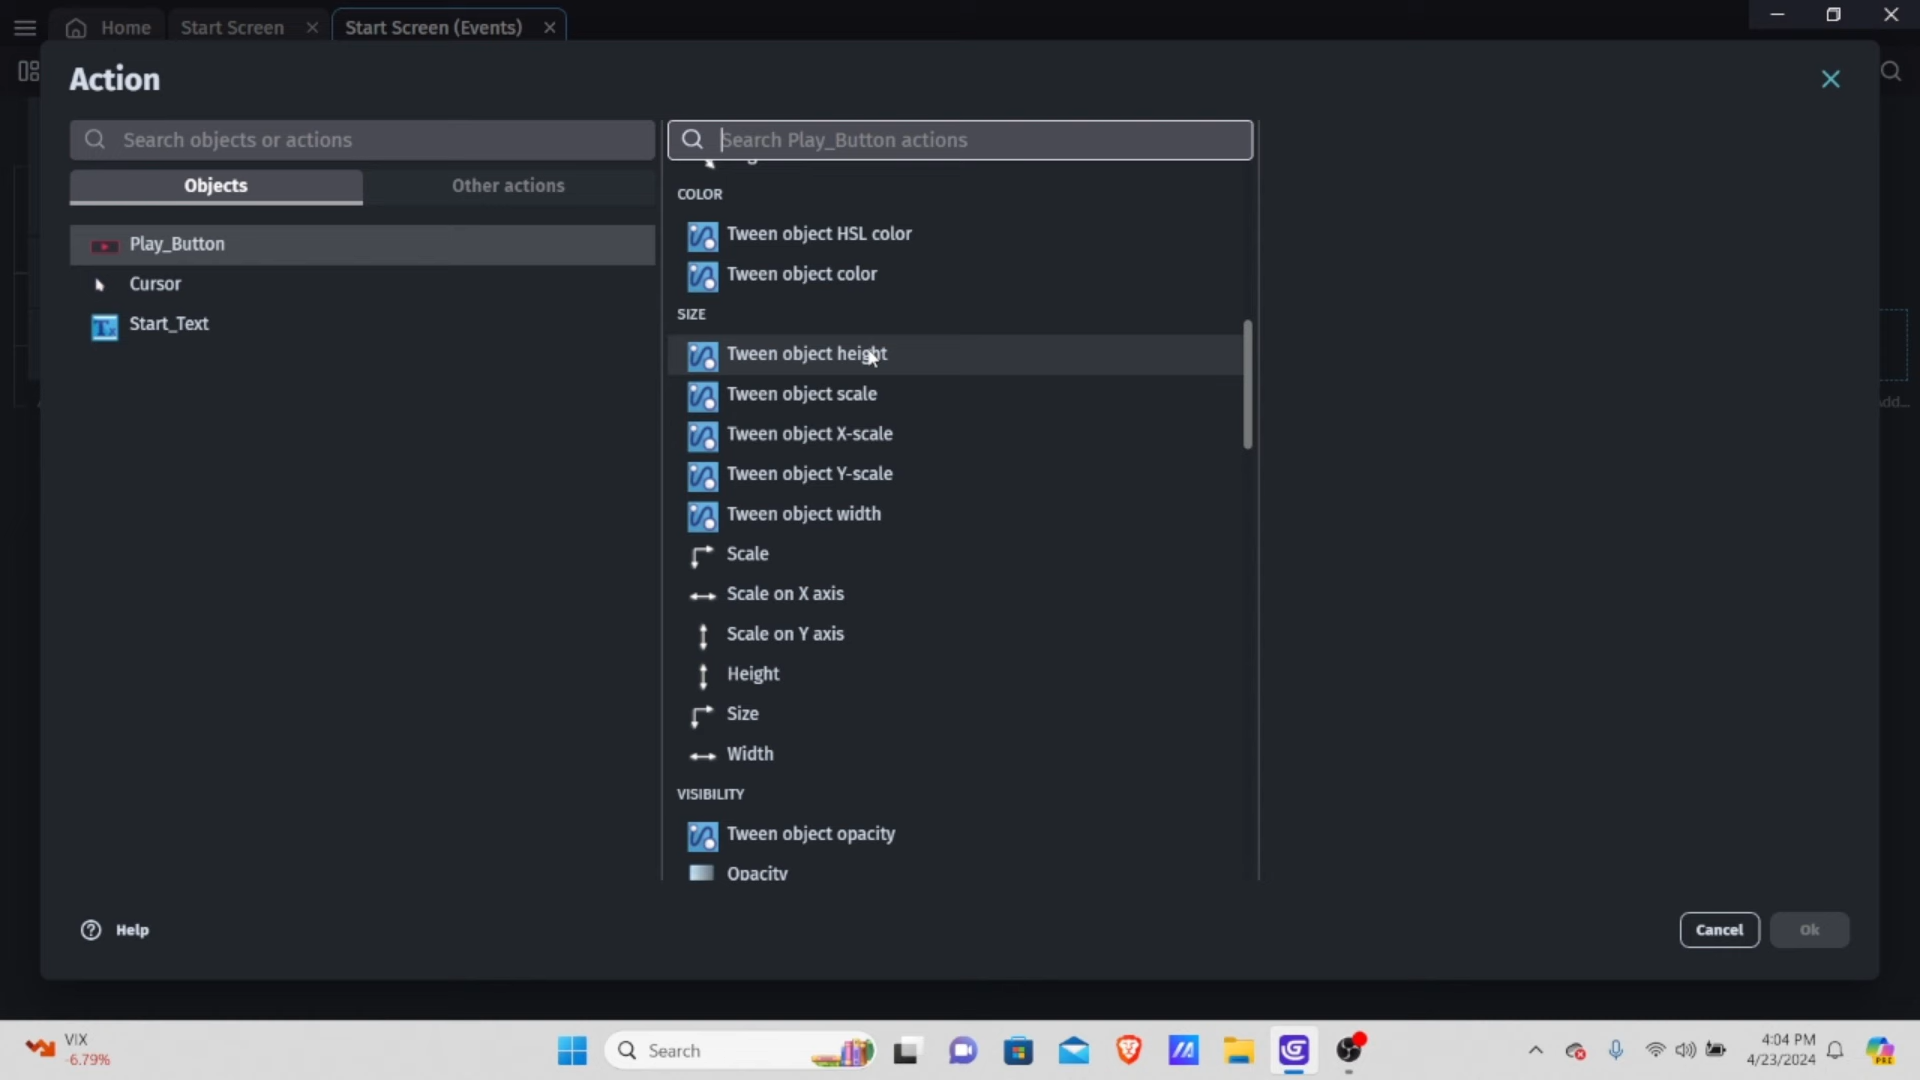 Home
Start Screen
Start Screen (Events)
Action
Search objects or actions
Search Play_Button actions
Objects
Other actions
Play_Button
Cursor
Start_Text
COLOR
Tween object HSL color
Tween object color
SIZE
Tween object height
Tween object scale
Tween object X-scale
Tween object Y-scale
Tween object width
Scale
Scale on X axis
Scale on Y axis
Height
Size
Width
VISIBILITY
Tween object opacity
Opacity
Add...
Help
Cancel
Ok
VIX
-6.79%
Search
4:04 PM
4/23/2024
PRE